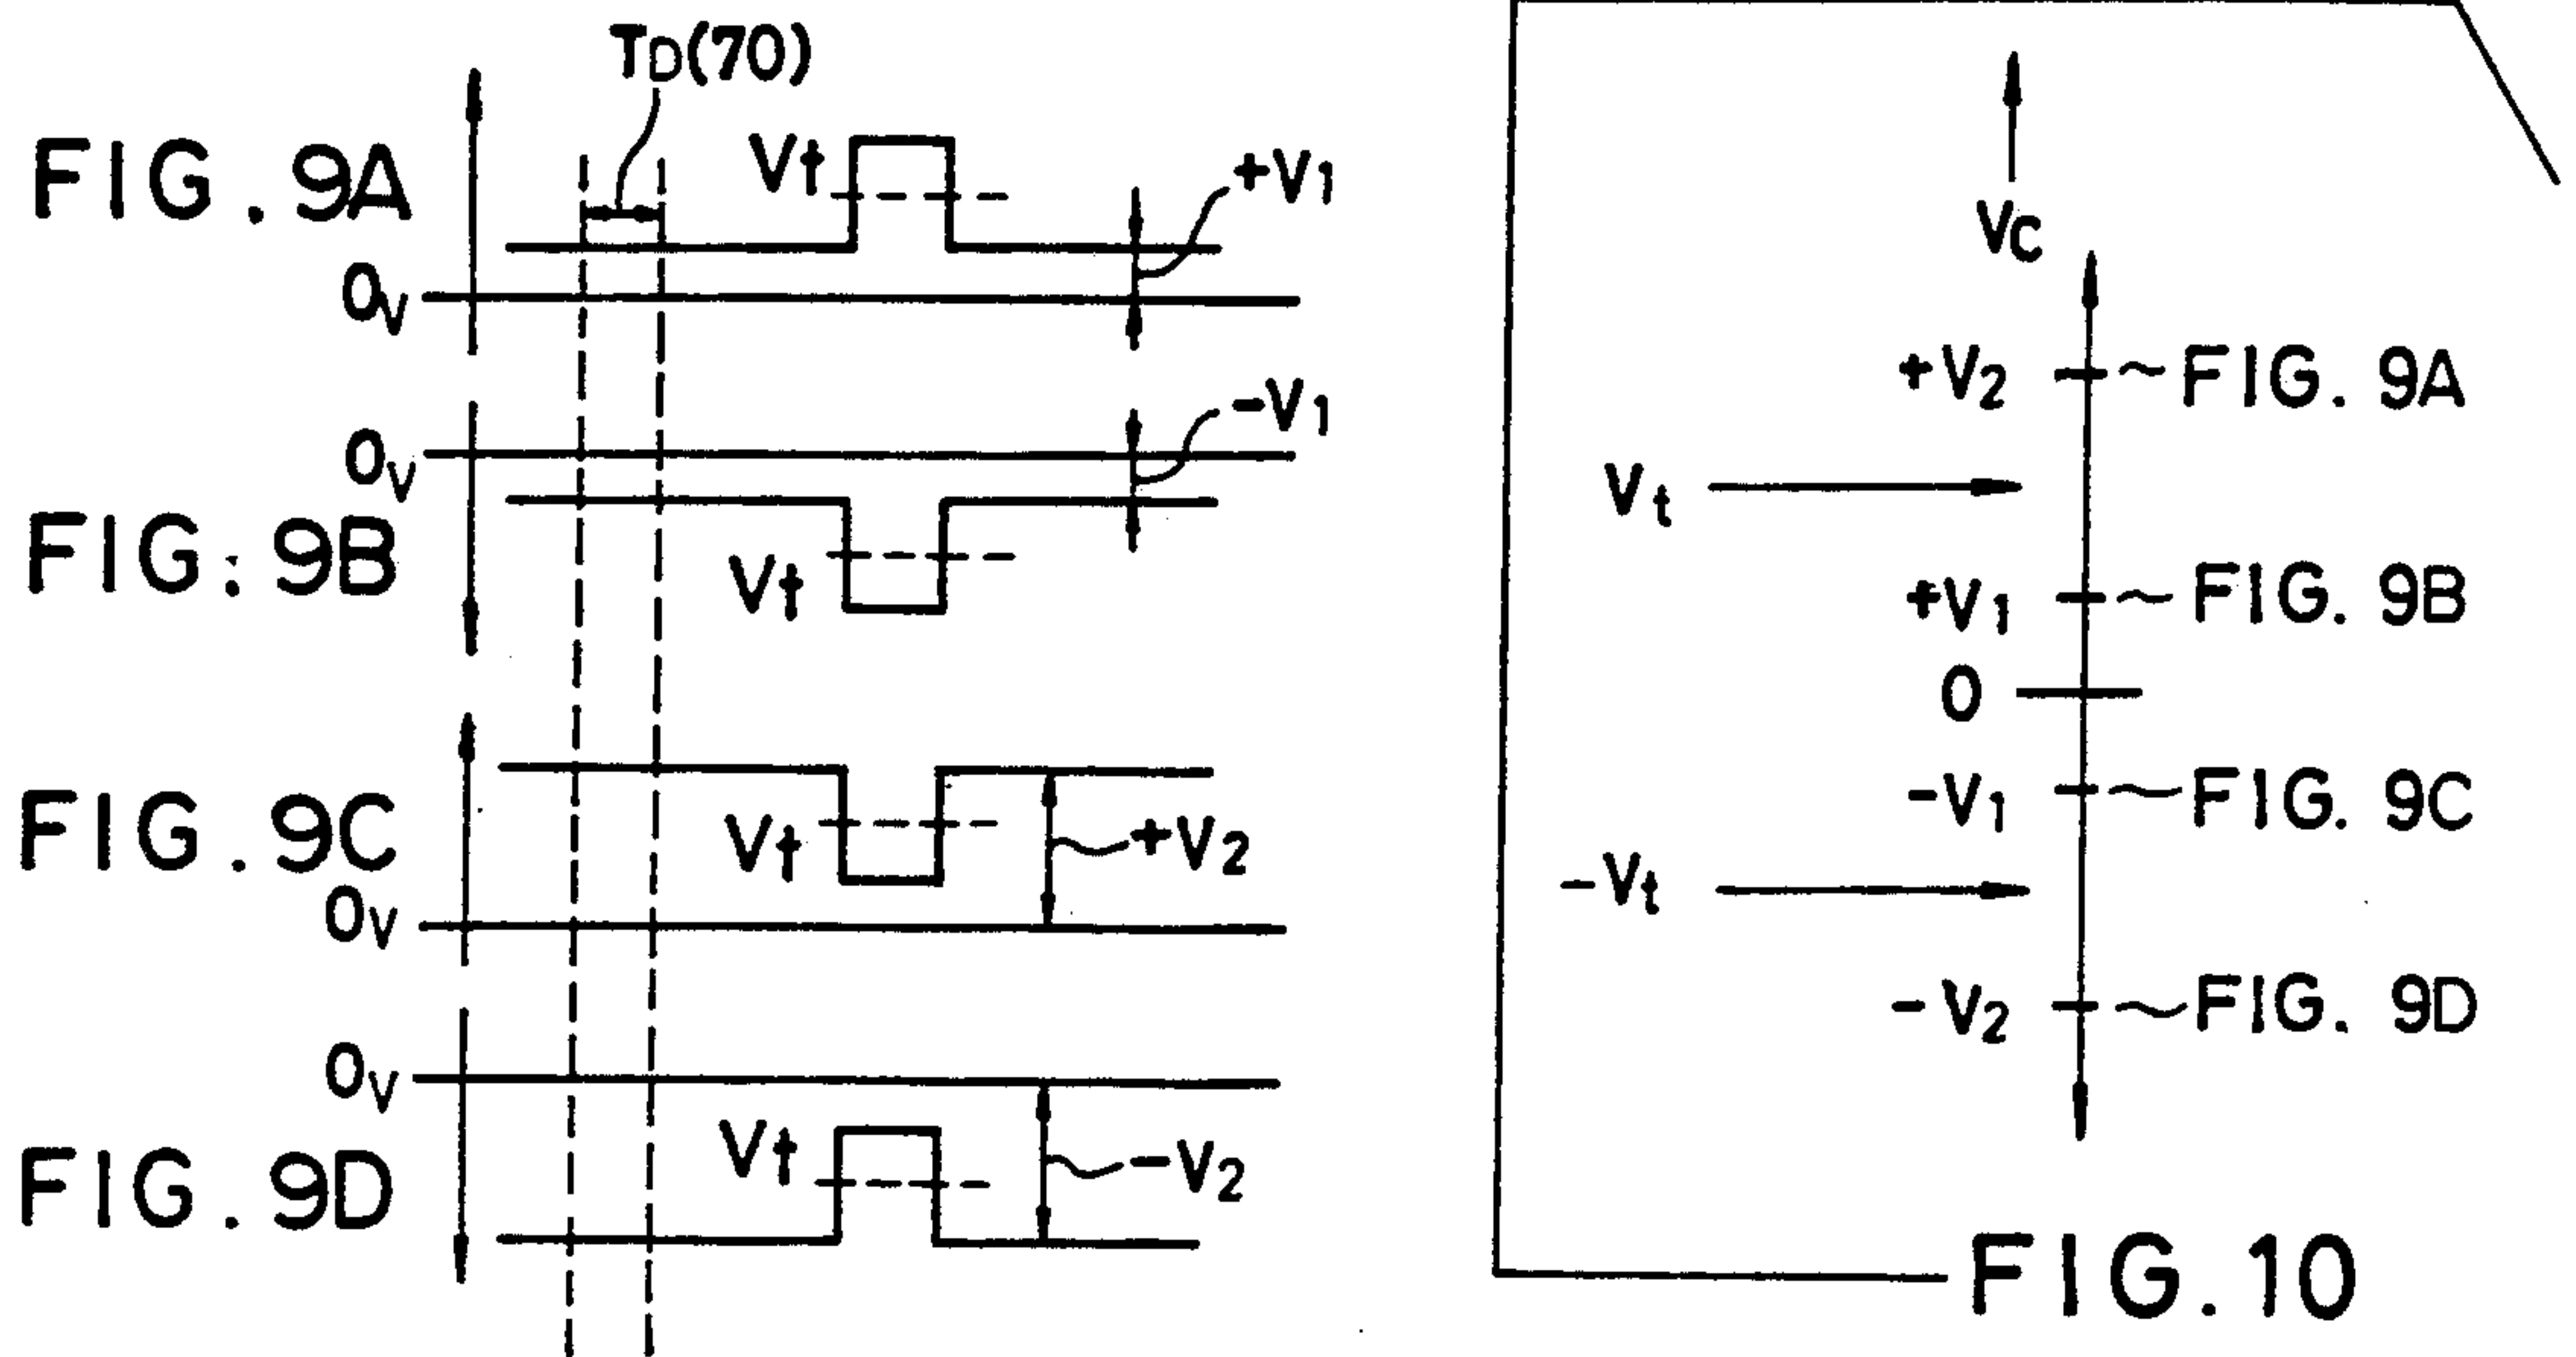 TD(70)
FIG. 9A
Vt
+V1
0V
0V
-V1
FIG. 9B
Vt
FIG. 9C
Vt
+V2
0V
0V
FIG. 9D
Vt
-V2
VC
+V2
FIG. 9A
Vt
+V1
FIG. 9B
0
-V1
FIG. 9C
-Vt
-V2
FIG. 9D
FIG. 10